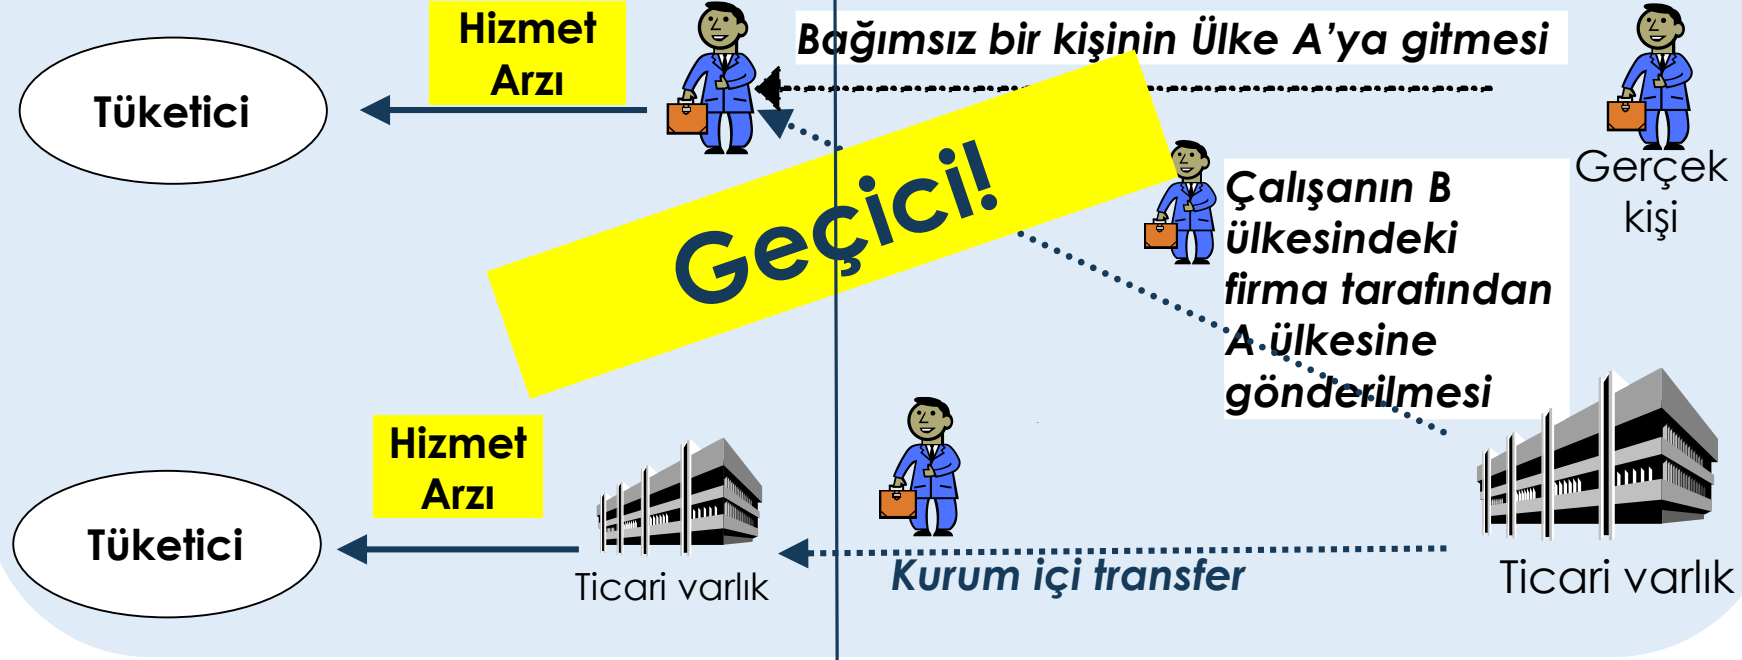 Hizmet
Arzı
Bağımsız bir kişinin Ülke A’ya gitmesi
Tüketici
Gerçek
kişi
Geçici!
Çalışanın B
ülkesindeki
firma tarafından
A ülkesine
gönderilmesi
Hizmet
Arzı
Tüketici
Ticari varlık
Kurum içi transfer
Ticari varlık